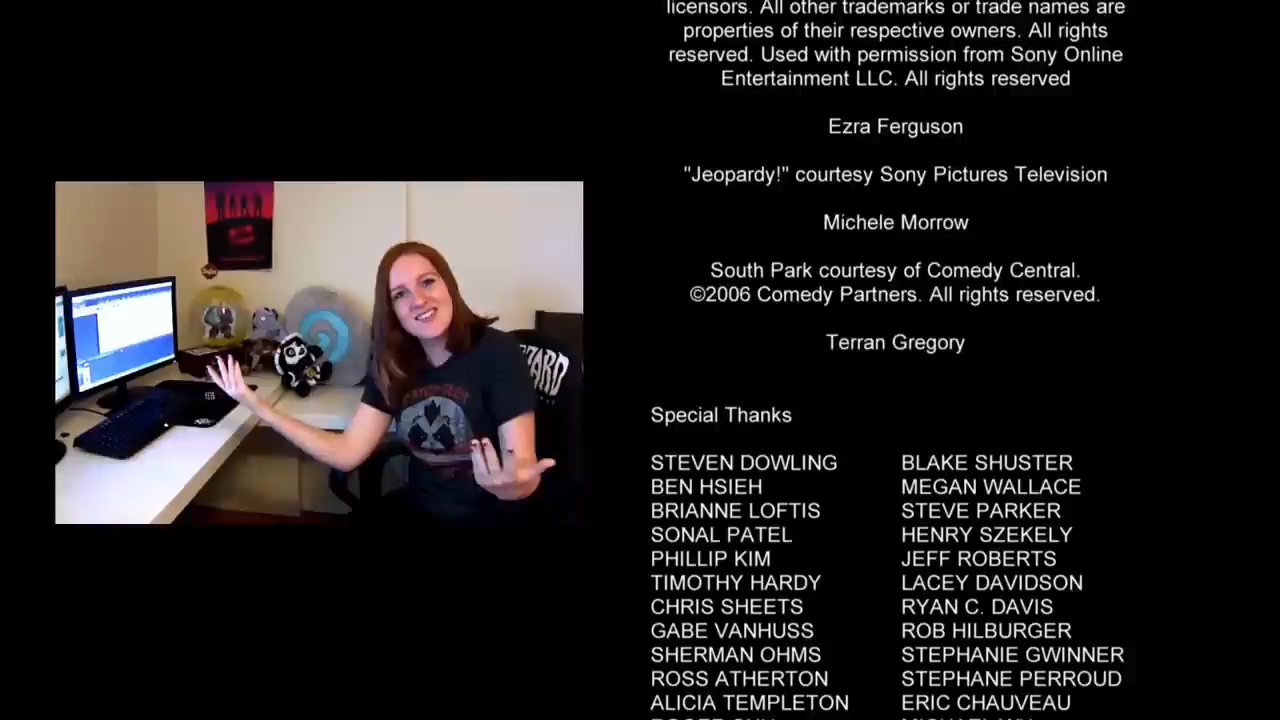 licensors. All other trademarks or trade names are
properties of their respective owners. All rights
reserved. Used with permission from Sony Online
Entertainment LLC. All rights reserved
Ezra Ferguson
"Jeopardy!" courtesy Sony Pictures Television
Michele Morrow
South Park courtesy of Comedy Central.
©2006 Comedy Partners. All rights reserved.
Terran Gregory
Special Thanks
STEVEN DOWLING BLAKE SHUSTER
BEN HSIEH MEGAN WALLACE
BRIANNE LOFTIS STEVE PARKER
SONAL PATEL HENRY SZEKELY
PHILLIP KIM JEFF ROBERTS
TIMOTHY HARDY LACEY DAVIDSON
CHRIS SHEETS RYAN C. DAVIS
GABE VANHUSS ROB HILBURGER
SHERMAN OHMS STEPHANIE GWINNER
ROSS ATHERTON STEPHANE PERROUD
ALICIA TEMPLETON ERIC CHAUVEAU